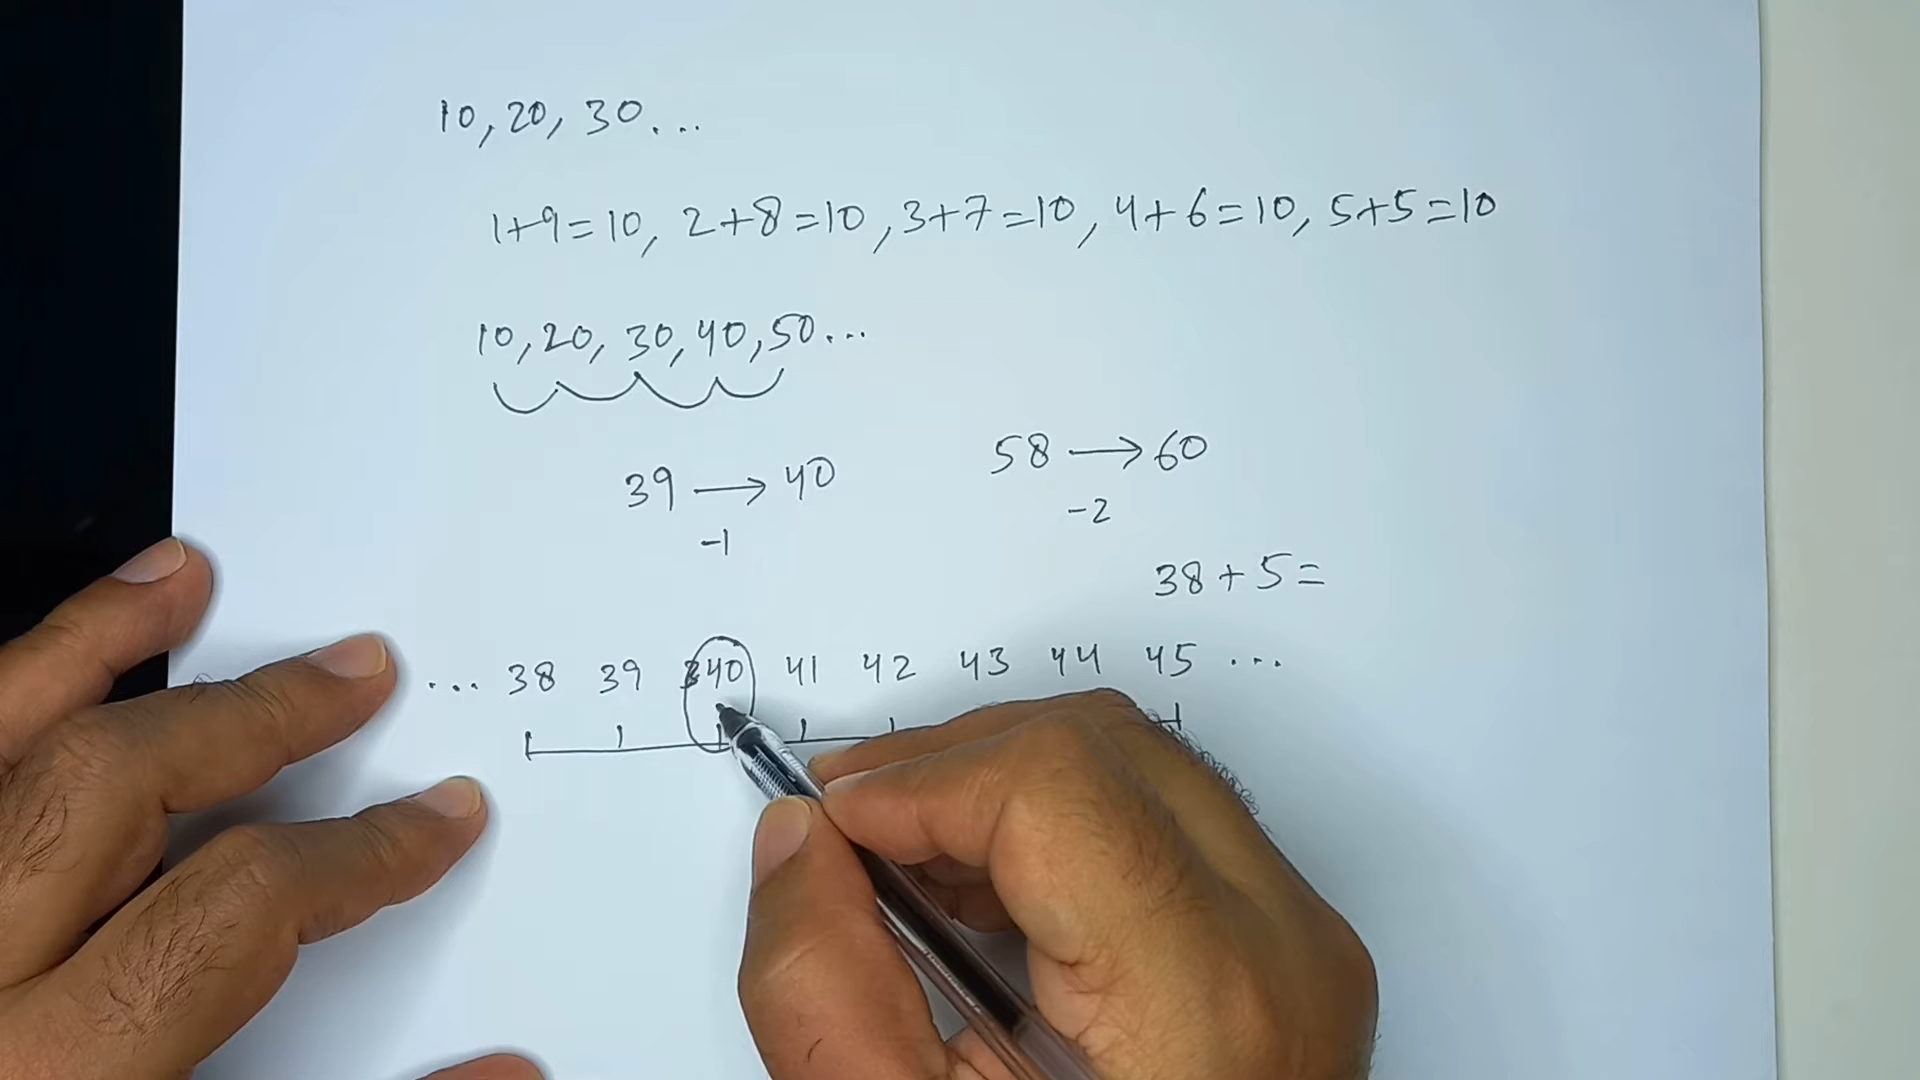 10, 20, 30...
1+9=10, 2+8=10, 3+7=10, 4+6=10, 5+5=10
10, 20, 30, 40, 50...
39 → 40
-1
58 → 60
-2
38+5=
... 38 39 40 41 42 43 44 45 ...